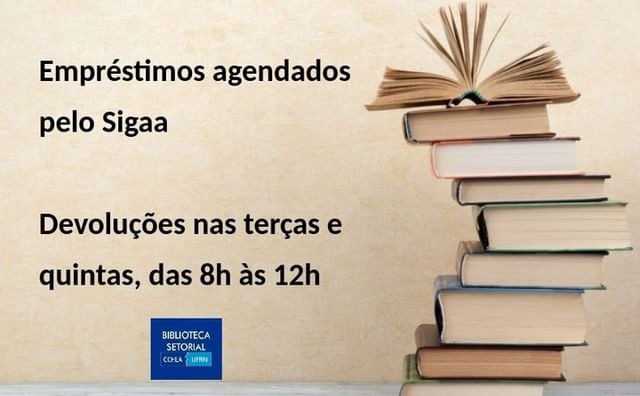 Empréstimos agendados
pelo Sigaa
Devoluções nas terças e
quintas, das 8h às 12h
BIBLIOTECA
SETORIAL
CCHLA UFRN